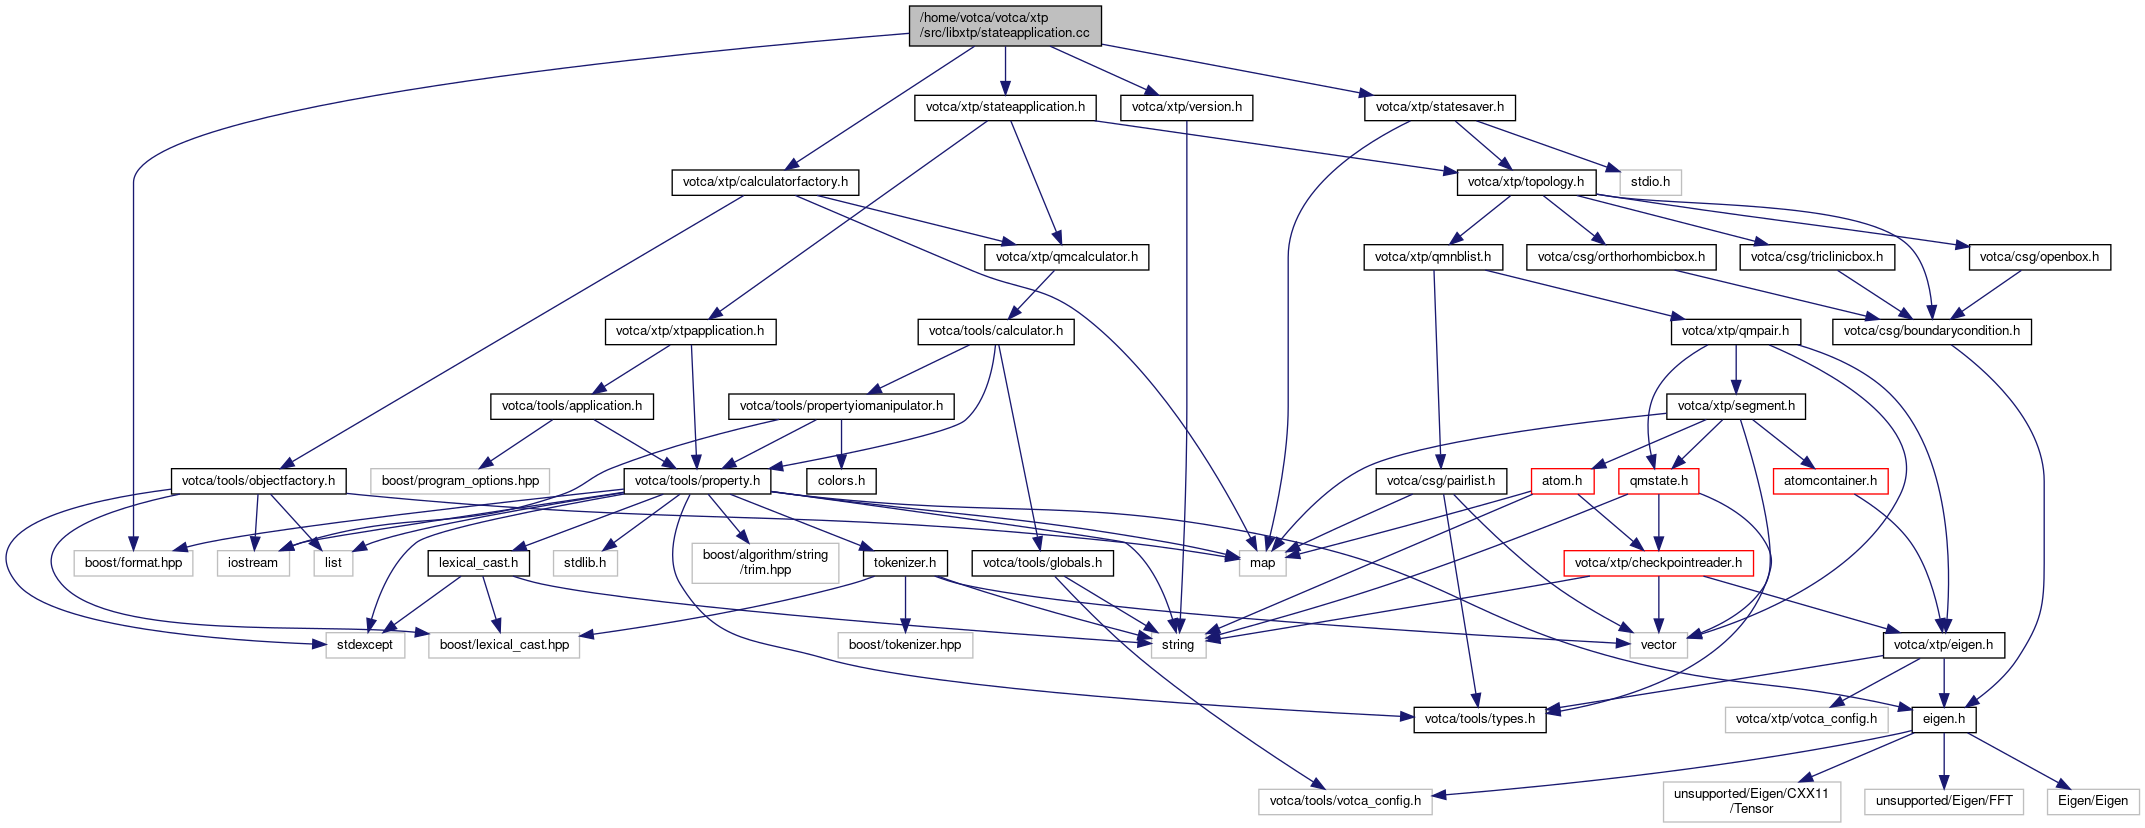 /home/votca/votca/xtp
/src/libxtp/stateapplication.cc
votca/xtp/stateapplication.h
votca/xtp/version.h
votca/xtp/statesaver.h
votca/xtp/calculatorfactory.h
votca/xtp/topology.h
stdio.h
votca/xtp/qmcalculator.h
votca/xtp/qmnblist.h
votca/csg/orthorhombicbox.h
votca/csg/triclinicbox.h
votca/csg/openbox.h
votca/xtp/xtpapplication.h
votca/tools/calculator.h
votca/xtp/qmpair.h
votca/csg/boundarycondition.h
votca/tools/application.h
votca/tools/propertyiomanipulator.h
votca/xtp/segment.h
votca/tools/objectfactory.h
boost/program_options.hpp
votca/tools/property.h
colors.h
votca/csg/pairlist.h
atom.h
qmstate.h
atomcontainer.h
boost/format.hpp
iostream
list
lexical_cast.h
stdlib.h
boost/algorithm/string
/trim.hpp
tokenizer.h
votca/tools/globals.h
map
votca/xtp/checkpointreader.h
stdexcept
boost/lexical_cast.hpp
boost/tokenizer.hpp
string
vector
votca/xtp/eigen.h
votca/tools/types.h
votca/xtp/votca_config.h
eigen.h
votca/tools/votca_config.h
unsupported/Eigen/CXX11
/Tensor
unsupported/Eigen/FFT
Eigen/Eigen